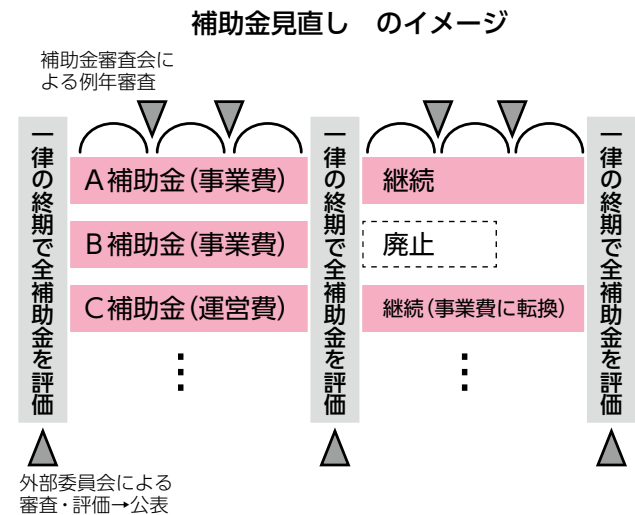 補助金見直し　のイメージ
補助金審査会に
よる例年審査
一律の終期で全補助金を評価
A補助金（事業費）
B補助金（事業費）
C補助金（運営費）
一律の終期で全補助金を評価
継続
廃止
継続（事業費に転換）
一律の終期で全補助金を評価
外部委員会による
審査・評価→公表